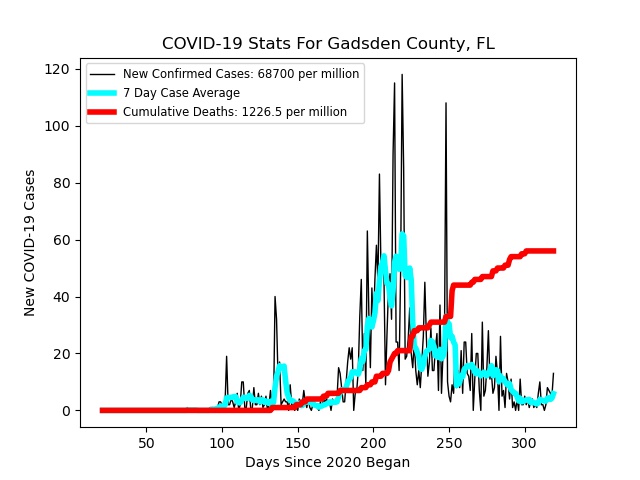 COVID-19 Stats For Gadsden County, FL
New Confirmed Cases: 68700 per million
7 Day Case Average
Cumulative Deaths: 1226.5 per million
New COVID-19 Cases
120
100
80
60
40
20
0
50 100 150 200 250 300
Days Since 2020 Began